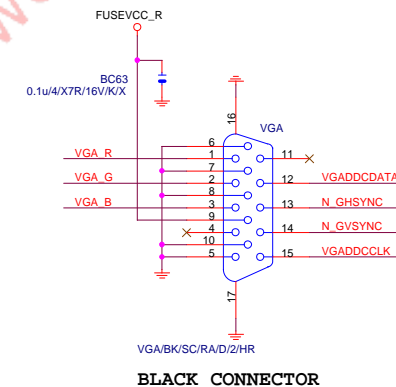 FUSEVCC_R
BC63
0.1u/4/X7R/16V/K/X
16
VGA
6
VGA_R
1
11
7
VGA_G
2
12
VGADDCDATA
8
VGA_B
3
13
N_GHSYNC
9
4
14
N_GVSYNC
10
5
15
VGADDCCLK
17
VGA/BK/SC/RA/D/2/HR
BLACK CONNECTOR